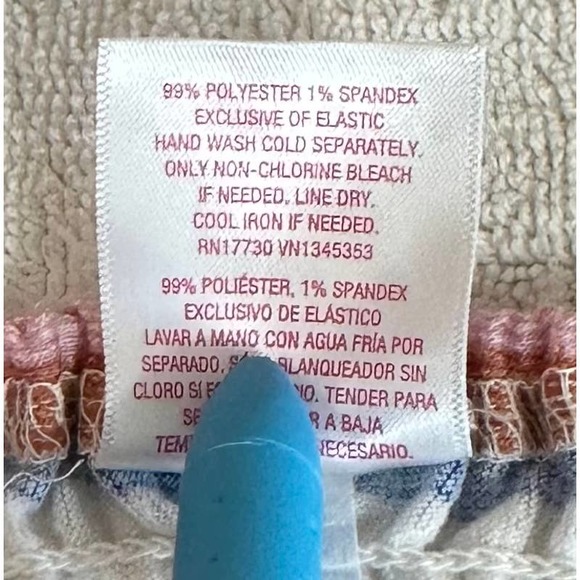 99% POLYESTER 1% SPANDEX
EXCLUSIVE OF ELASTIC
HAND WASH COLD SEPARATELY.
ONLY NON-CHLORINE BLEACH
IF NEEDED. LINE DRY.
COOL IRON IF NEEDED.
RN17730 VN1345353
99% POLIÉSTER, 1% SPANDEX
EXCLUSIVO DE ELÁSTICO
LAVAR A MANO CON AGUA FRÍA POR
SEPARADO, BLANQUEADOR SIN
CLORO SI TENDER PARA
A BAJA